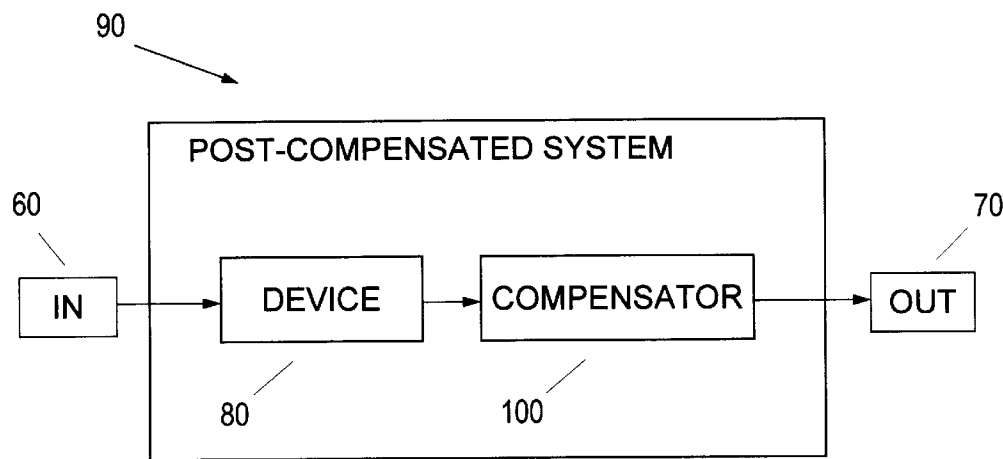 90
POST-COMPENSATED SYSTEM
60
70
IN
DEVICE
COMPENSATOR
OUT
80
100